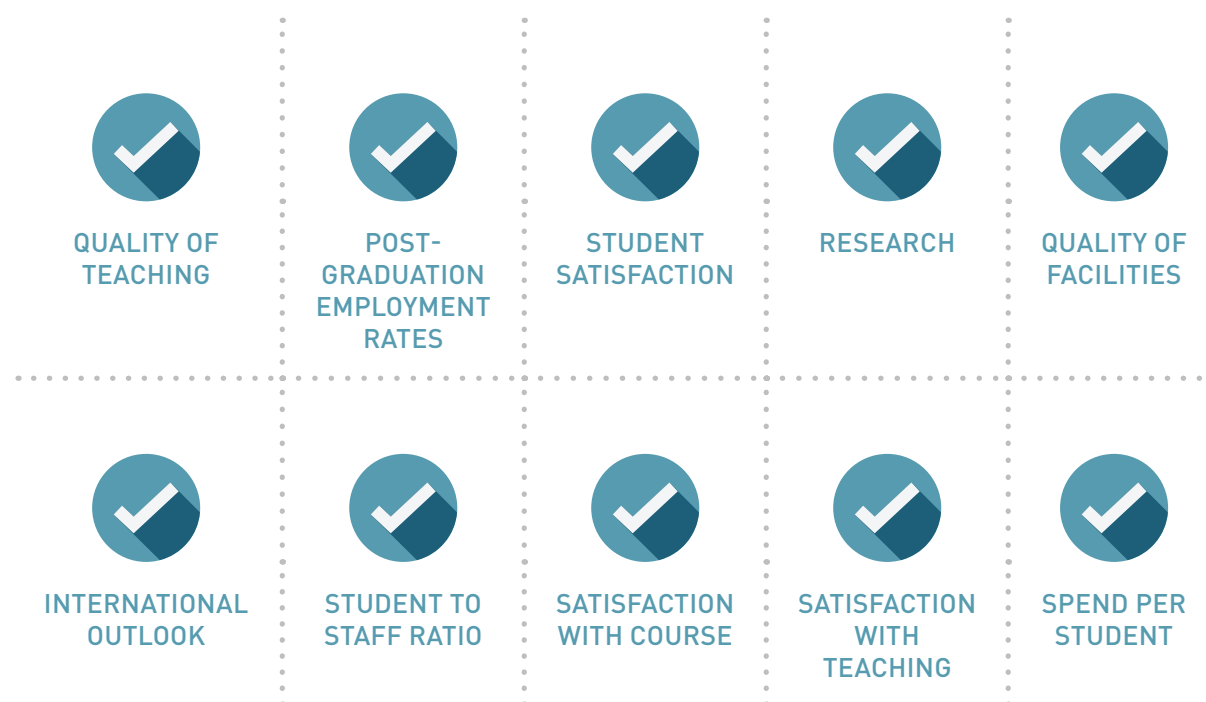 QUALITY OF
TEACHING
POST-
GRADUATION
EMPLOYMENT
RATES
STUDENT
SATISFACTION
RESEARCH
QUALITY OF
FACILITIES
INTERNATIONAL
OUTLOOK
STUDENT TO
STAFF RATIO
SATISFACTION
WITH COURSE
SATISFACTION
WITH
TEACHING
SPEND PER
STUDENT